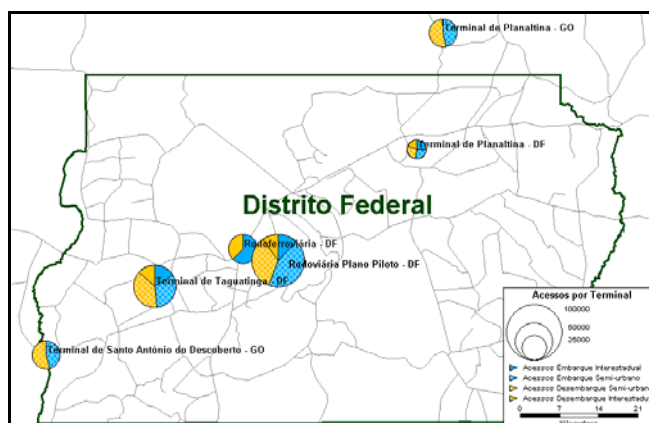 Terminal de Planaltina - GO
Terminal de Planaltina - DF
Distrito Federal
Rodeferroviária - DF
Rodoviária Plano Piloto - DF
Terminal de Taguatinga - DF
Terminal de Santo António do Descoberto - GO
Acessos por Terminal
100000
50000
25000
Acessos Embarque Interestadual
Acessos Embarque Semi-urbano
Acessos Desembarque Semi-urbano
Acessos Desembarque Interestadual
0 7 14 21